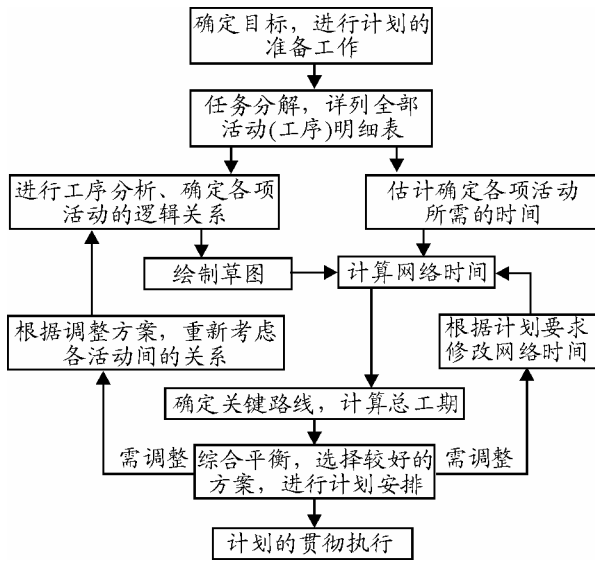 确定目标，进行计划的
准备工作
任务分解，详列全部
活动(工序)明细表
进行工序分析、确定各项
活动的逻辑关系
估计确定各项活动
所需的时间
绘制草图
计算网络时间
根据调整方案，重新考虑
各活动间的关系
根据计划要求
修改网络时间
确定关键路线，计算总工期
需调整
综合平衡，选择较好的
方案，进行计划安排
需调整
计划的贯彻执行